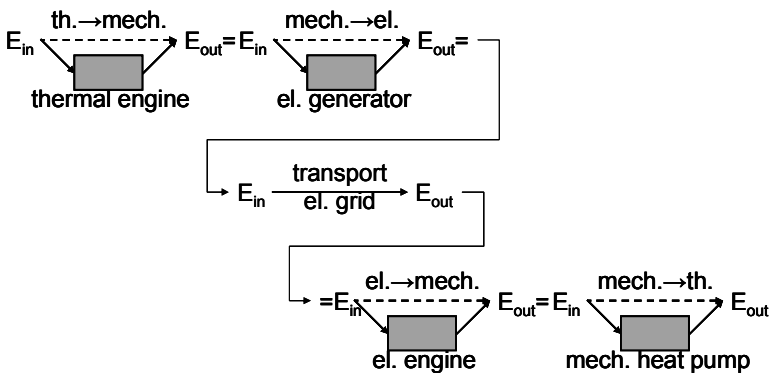 th.→mech.
mech.→el.
E_in
E_out=E_in
E_out=
thermal engine
el. generator
transport
E_in
E_out
el. grid
el.→mech.
mech.→th.
=E_in
E_out=E_in
E_out
el. engine
mech. heat pump